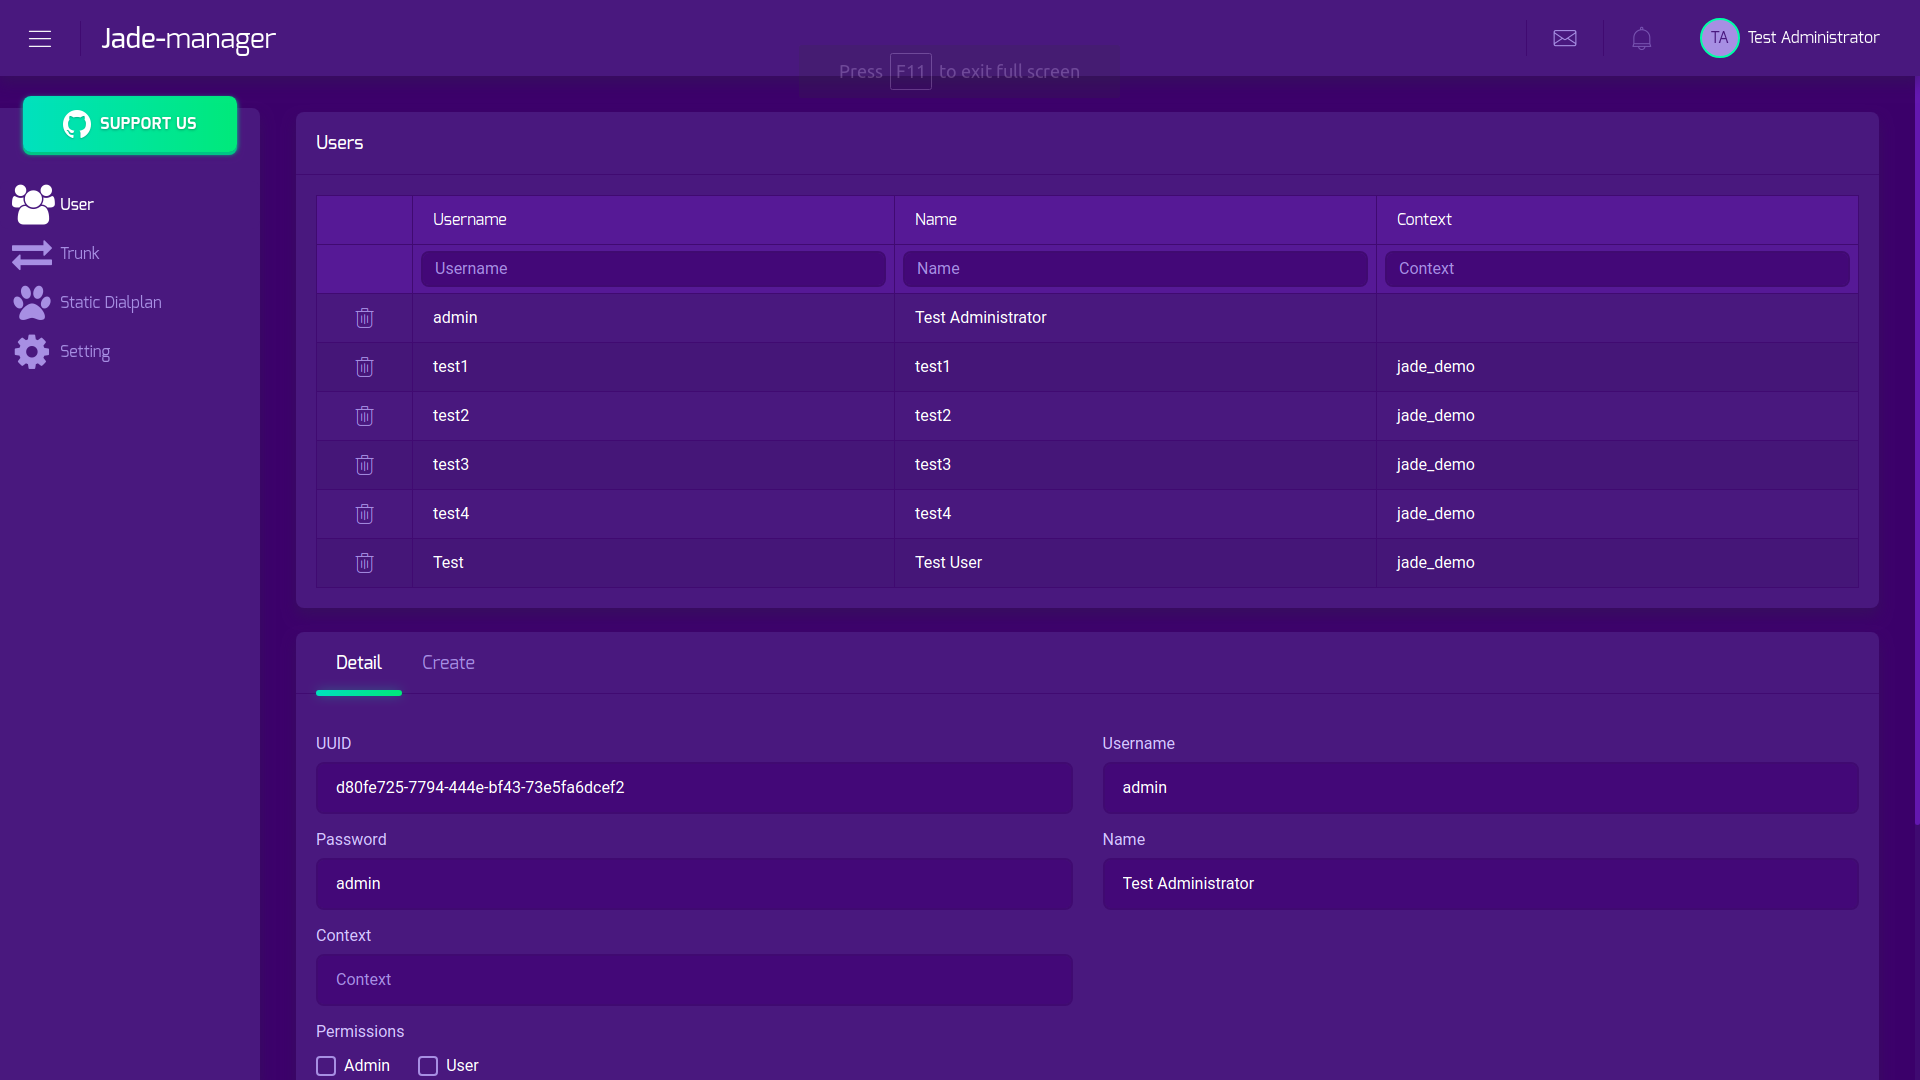 Jade-manager
TA Test Administrator
Press F11 to exit full screen
SUPPORT US
User
Trunk
Static Dialplan
Setting
Users
Username Name Context
Username Name Context
admin Test Administrator
test1 test1 jade_demo
test2 test2 jade_demo
test3 test3 jade_demo
test4 test4 jade_demo
Test Test User jade_demo
Detail Create
UUID Username
d80fe725-7794-444e-bf43-73e5fa6dcef2 admin
Password Name
admin Test Administrator
Context
Context
Permissions
Admin User